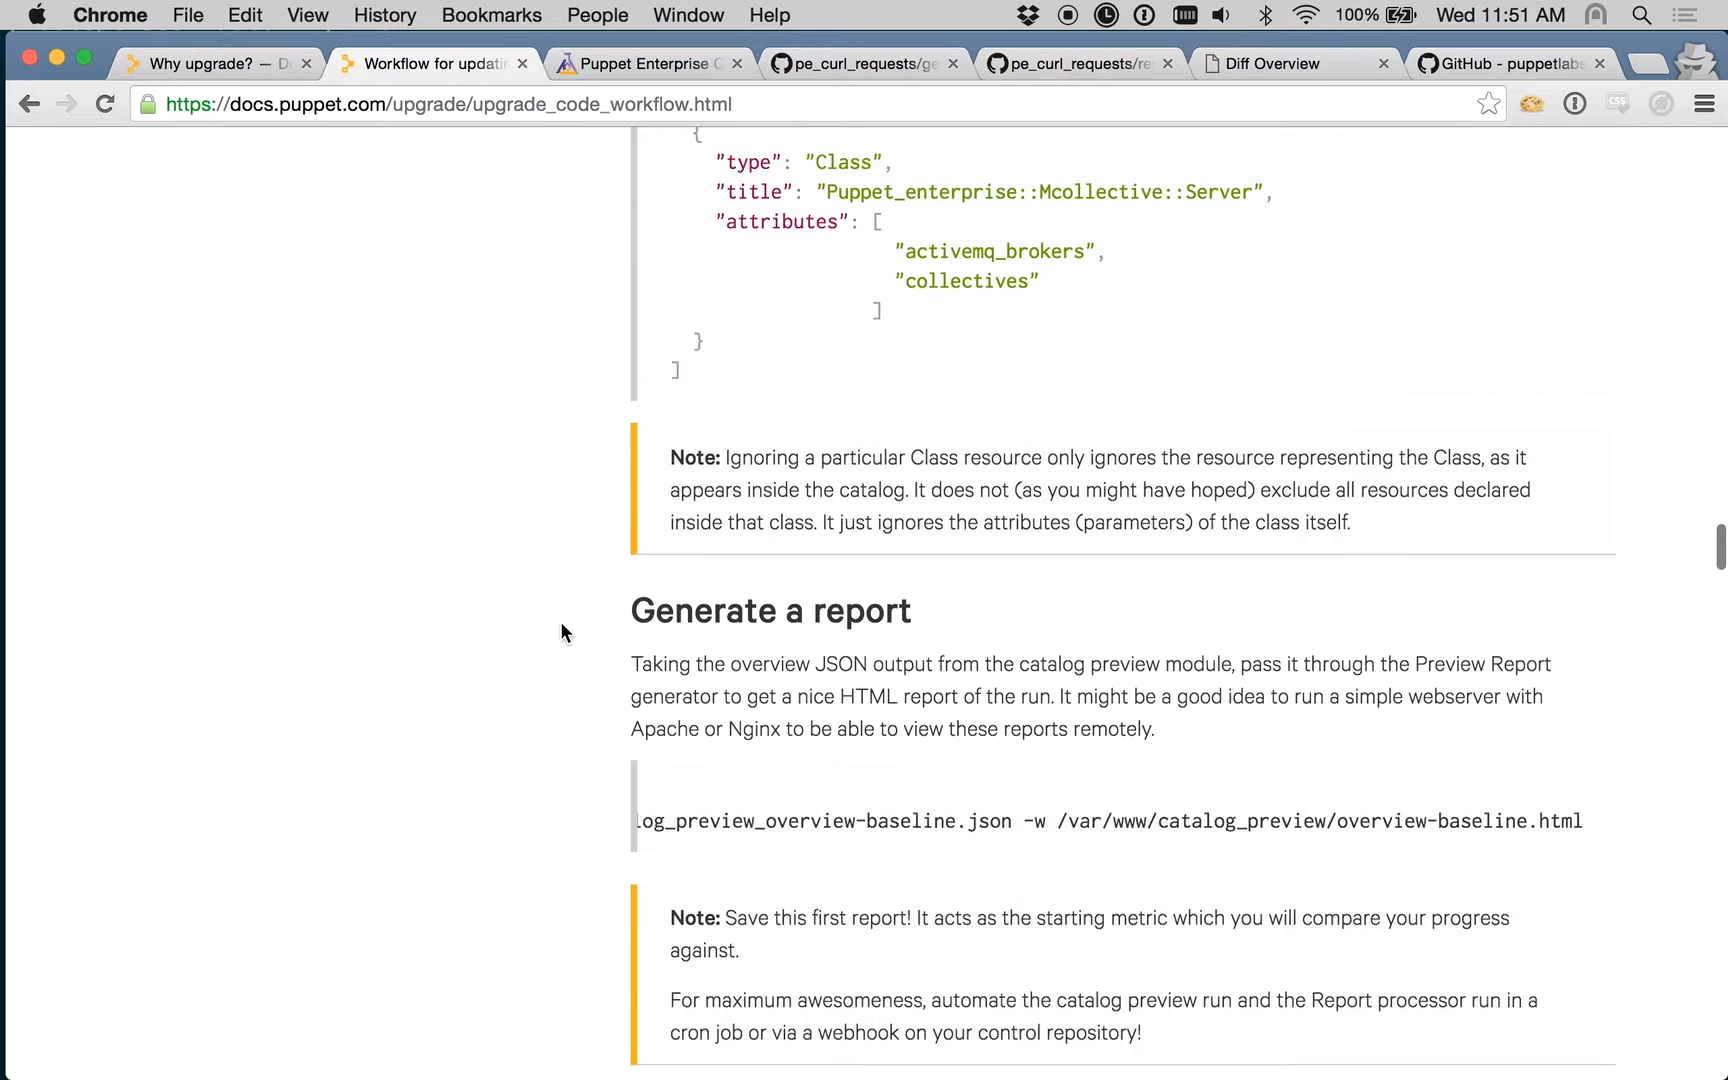 Chrome File Edit View History Bookmarks People Window Help 100% Wed 11:51 AM
Why upgrade? — D
Workflow for updatin
Puppet Enterprise C
pe_curl_requests/ge
pe_curl_requests/re
Diff Overview
GitHub - puppetlabs
https://docs.puppet.com/upgrade/upgrade_code_workflow.html
CSS
{
"type": "Class",
"title": "Puppet_enterprise::Mcollective::Server",
"attributes": [
"activemq_brokers",
"collectives"
]
}
]
Note: Ignoring a particular Class resource only ignores the resource representing the Class, as it
appears inside the catalog. It does not (as you might have hoped) exclude all resources declared
inside that class. It just ignores the attributes (parameters) of the class itself.
Generate a report
Taking the overview JSON output from the catalog preview module, pass it through the Preview Report
generator to get a nice HTML report of the run. It might be a good idea to run a simple webserver with
Apache or Nginx to be able to view these reports remotely.
log_preview_overview-baseline.json -w /var/www/catalog_preview/overview-baseline.html
Note: Save this first report! It acts as the starting metric which you will compare your progress
against.
For maximum awesomeness, automate the catalog preview run and the Report processor run in a
cron job or via a webhook on your control repository!